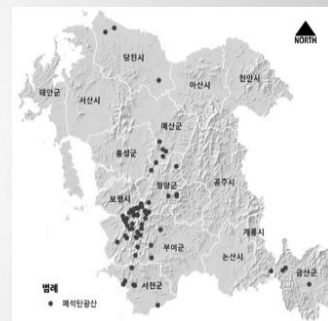 NORTH
당진시
천안시
아산시
태안군
서산시
예산군
홍성군
청양군
공주시
보령시
계룡시
부여군
논산시
금산군
서천군
범례
폐석탄광산